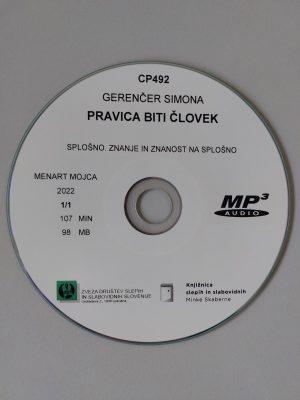 CP492
GERENČER SIMONA
PRAVICA BITI ČLOVEK
SPLOŠNO. ZNANJE IN ZNANOST NA SPLOŠNO
MENART MOJCA
2022
1/1
107 MIN
98 MB
MP3
AUDIO
ZVEZA DRUŠTEV SLEPIH
IN SLABOVIDNIH SLOVENIJE
Knjižnica
slepih in slabovidnih
Minke Skaberne